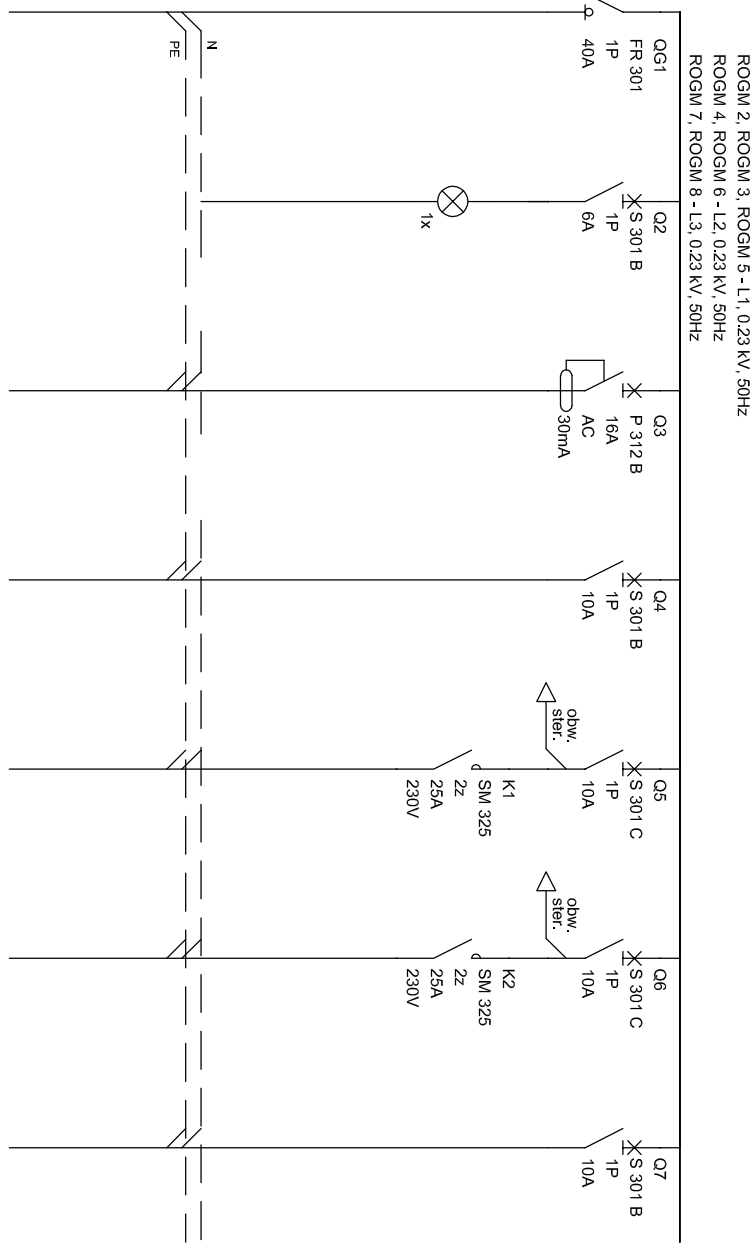 ROGM 2, ROGM 3, ROGM 5 - L1, 0.23 kV, 50Hz
ROGM 4, ROGM 6 - L2, 0.23 kV, 50Hz
ROGM 7, ROGM 8 - L3, 0.23 kV, 50Hz
QG1
FR 301
1P
40A
N
PE
Q2
S 301 B
1P
6A
1x
Q3
P 312 B
16A
AC
30mA
Q4
S 301 B
1P
10A
Q5
S 301 C
1P
10A
obw.
ster.
K1
SM 325
2z
25A
230V
Q6
S 301 C
1P
10A
obw.
ster.
K2
SM 325
2z
25A
230V
Q7
S 301 B
1P
10A